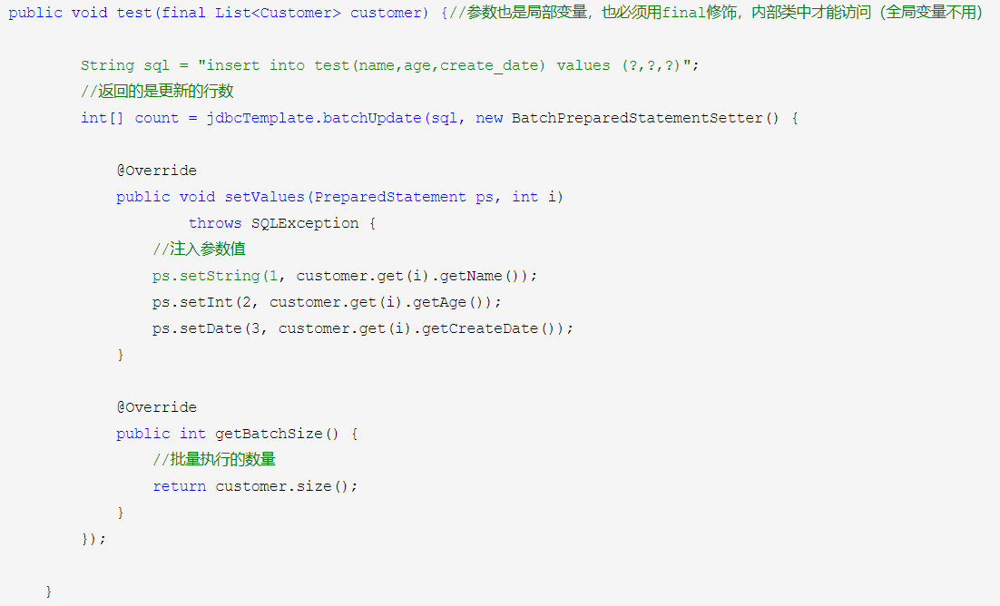 public void test(final List<Customer> customer) {//参数也是局部变量，也必须用final修饰，内部类中才能访问（全局变量不用）
String sql = "insert into test(name,age,create_date) values (?,?,?)";
//返回的是更新的行数
int[] count = jdbcTemplate.batchUpdate(sql, new BatchPreparedStatementSetter() {
@Override
public void setValues(PreparedStatement ps, int i)
throws SQLException {
//注入参数值
ps.setString(1, customer.get(i).getName());
ps.setInt(2, customer.get(i).getAge());
ps.setDate(3, customer.get(i).getCreateDate());
}
@Override
public int getBatchSize() {
//批量执行的数量
return customer.size();
}
});
}